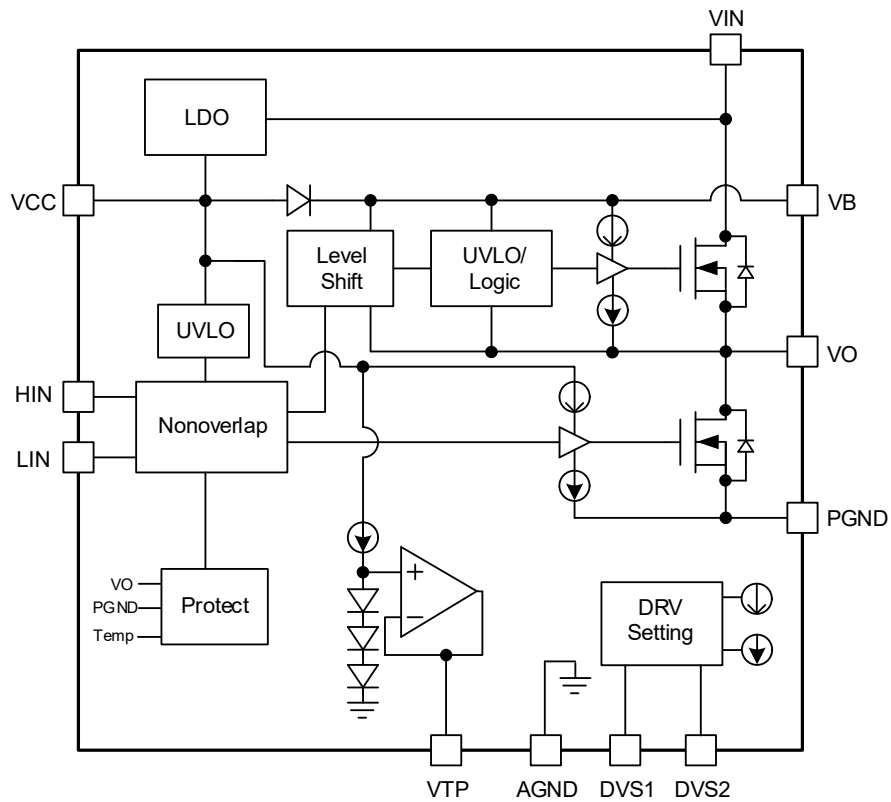 VIN
LDO
VCC
VB
Level
Shift
UVLO/
Logic
UVLO
VO
HIN
Nonoverlap
LIN
PGND
VO
PGND
Temp
Protect
+
−
DRV
Setting
VTP
AGND
DVS1
DVS2